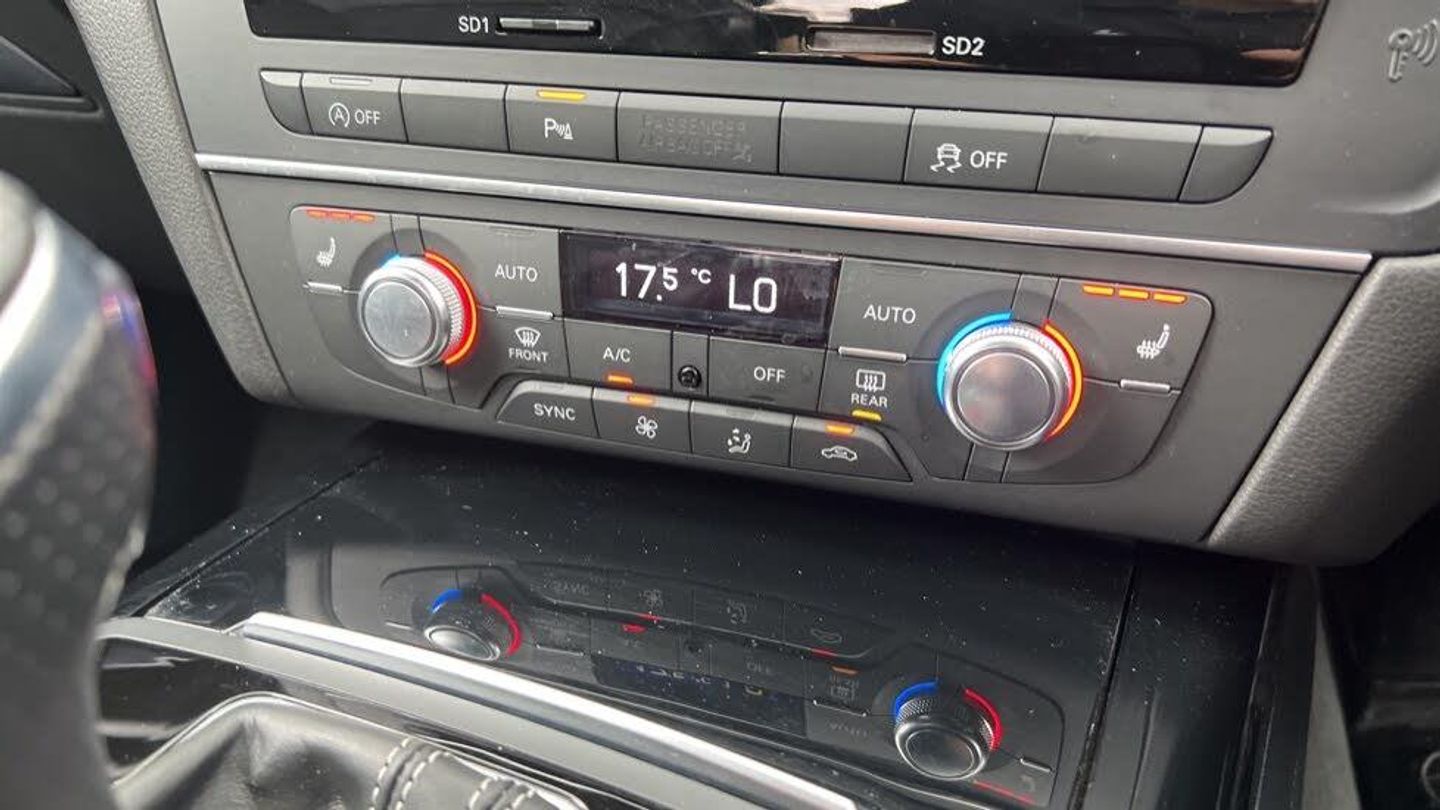 SD1
SD2
OFF
P
PASSENGER
AIRBAG OFF
OFF
AUTO
17.5 °C LO
AUTO
FRONT
A/C
OFF
REAR
SYNC